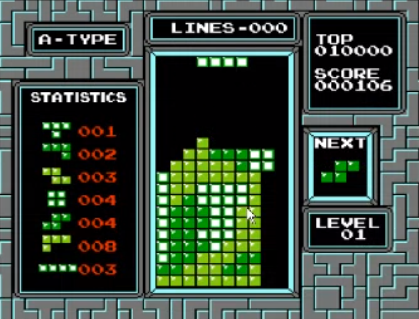 LINES-000
A-TYPE
TOP
010000
SCORE
000106
STATISTICS
001
002
003
004
004
008
003
NEXT
LEVEL
01